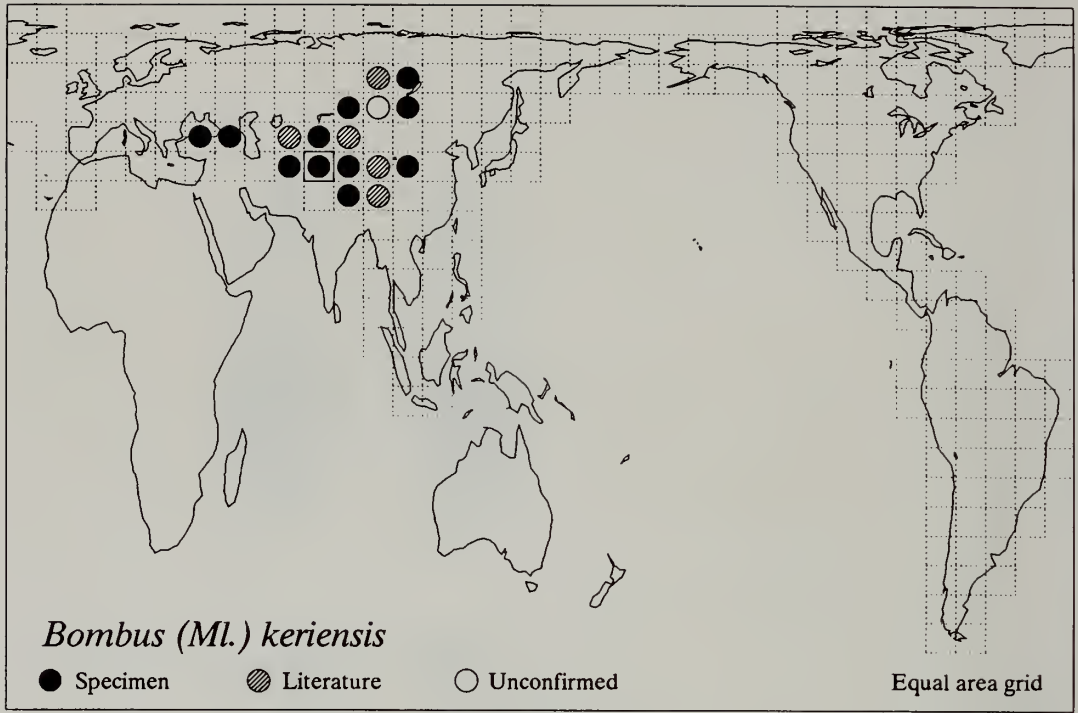 Bombus (Ml.) keriensis
Specimen Literature Unconfirmed Equal area grid